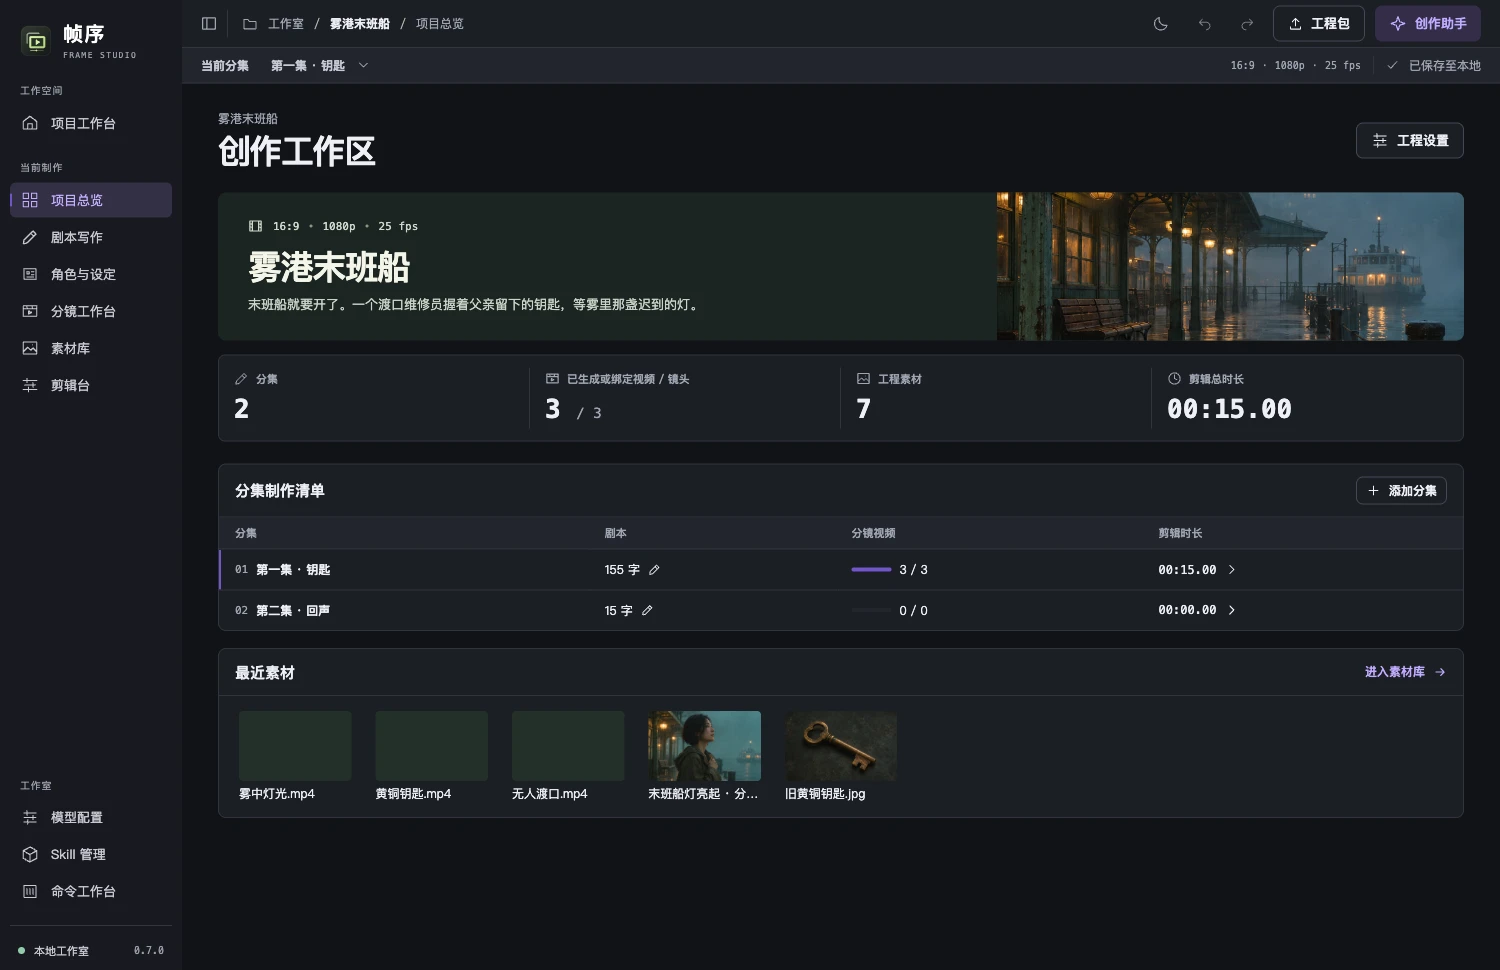 帧序
FRAME STUDIO
工作空间
项目工作台
当前制作
项目总览
剧本写作
角色与设定
分镜工作台
素材库
剪辑台
工作室
模型配置
Skill 管理
命令工作台
本地工作室 0.7.0
工作室 / 雾港末班船 / 项目总览
工程包
创作助手
当前分集 第一集 · 钥匙
16:9 · 1080p · 25 fps
已保存至本地
雾港末班船
创作工作区
工程设置
16:9 • 1080p • 25 fps
雾港末班船
末班船就要开了。一个渡口维修员握着父亲留下的钥匙，等雾里那盏迟到的灯。
分集
2
已生成或绑定视频 / 镜头
3 / 3
工程素材
7
剪辑总时长
00:15.00
分集制作清单
添加分集
分集 剧本 分镜视频 剪辑时长
01 第一集 · 钥匙 155 字 3 / 3 00:15.00
02 第二集 · 回声 15 字 0 / 0 00:00.00
最近素材
进入素材库
雾中灯光.mp4
黄铜钥匙.mp4
无人渡口.mp4
末班船灯亮起 · 分...
旧黄铜钥匙.jpg